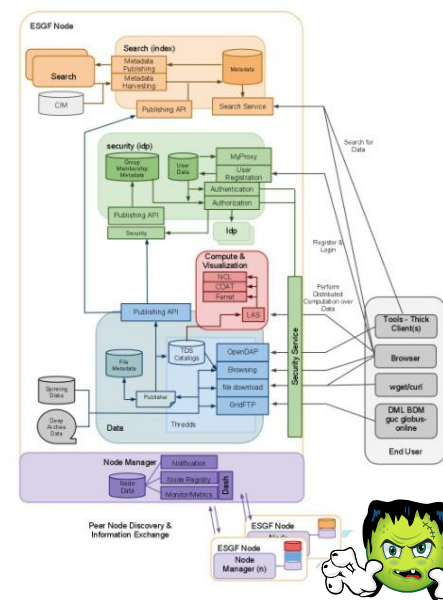 ESGF Node
Search (index)
Metadata
Publishing
Metadata
Harvesting
Metadata
Search
CIM
Publishing API
Search Service
Search for
Data
security (idp)
Group
Membership
Metadata
User
Data
MyProxy
User
Registration
Authentication
Authorization
Publishing API
Security
Idp
Register &
Login
Compute &
Visualization
NCL
CDAT
Ferret
LAS
Perform
Distributed
Computation over
Data
Publishing API
Security Service
TDS
Catalogs
OpenDAP
File
Metadata
Browsing
file download
Publisher
GridFTP
Spinning
Disks
Deep
Archive Data
Data
Thredds
Tools - Thick
Client(s)
Browser
wget/curl
DML BDM
guc globus-
online
End User
Node Manager
Notification
Node
Data
Node Registry
Monitor/Metrics
Dash
Peer Node Discovery &
Information Exchange
ESGF Node
ESGF Node
Node
Manager (n)